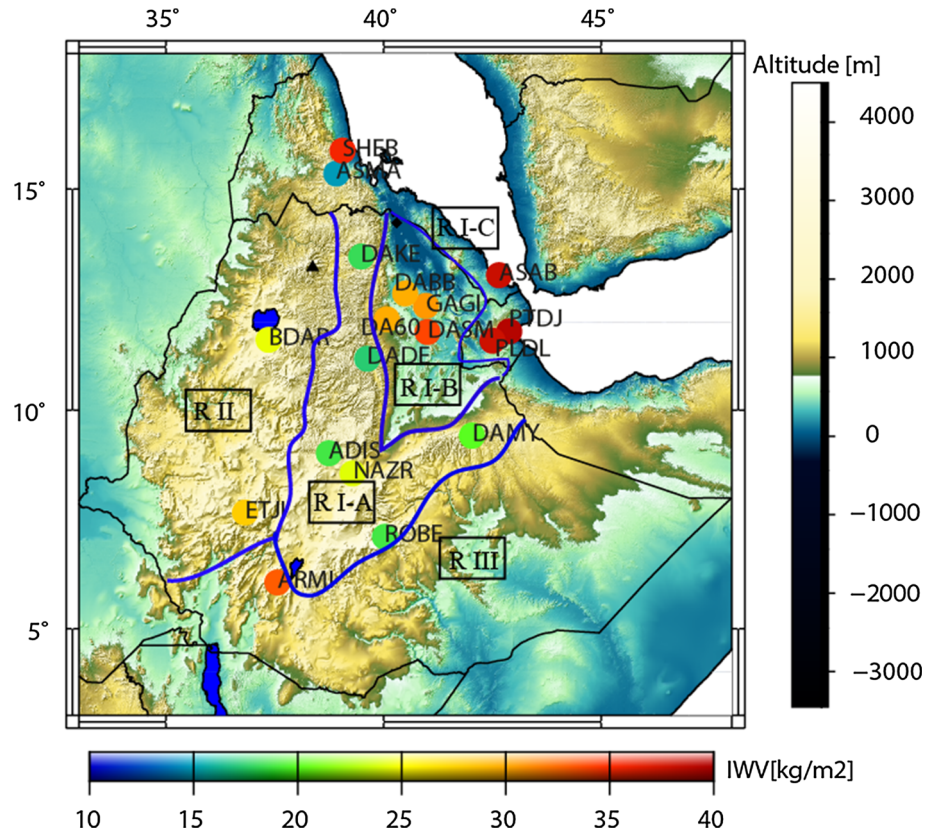 35° 40° 45°
Altitude [m]
4000
3000
2000
1000
0
−1000
−2000
−3000
15°
10°
5°
SHEB
ASMA
R I-C
DAKE
ASAB
DABB
GAGI
PTDJ
DA60
DASM
PLDL
BDAR
DADE
R I-B
R II
DAMY
ADIS
NAZR
ETJI
R I-A
ROBE
R III
ARMI
IWV[kg/m2]
10 15 20 25 30 35 40